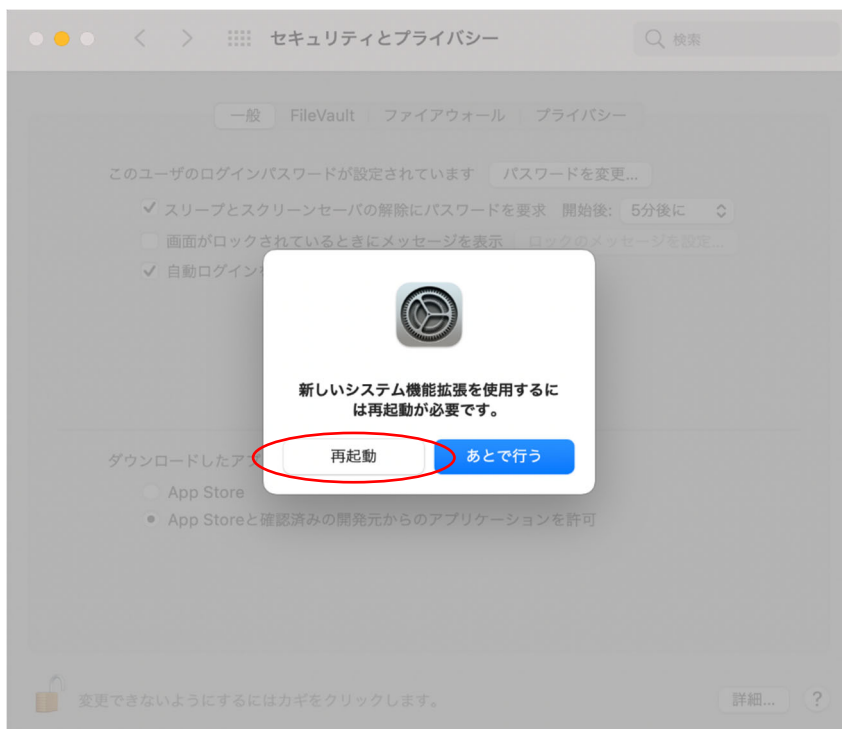 セキュリティとプライバシー
検索
一般 FileVault ファイアウォール プライバシー
このユーザのログインパスワードが設定されています パスワードを変更...
スリープとスクリーンセーバの解除にパスワードを要求 開始後: 5分後に
画面がロックされているときにメッセージを表示 ロックのメッセージを設定...
自動ログイン
新しいシステム機能拡張を使用するに
は再起動が必要です。
再起動 あとで行う
ダウンロードしたア
App Store
App Storeと確認済みの開発元からのアプリケーションを許可
変更できないようにするにはカギをクリックします。
詳細... ?